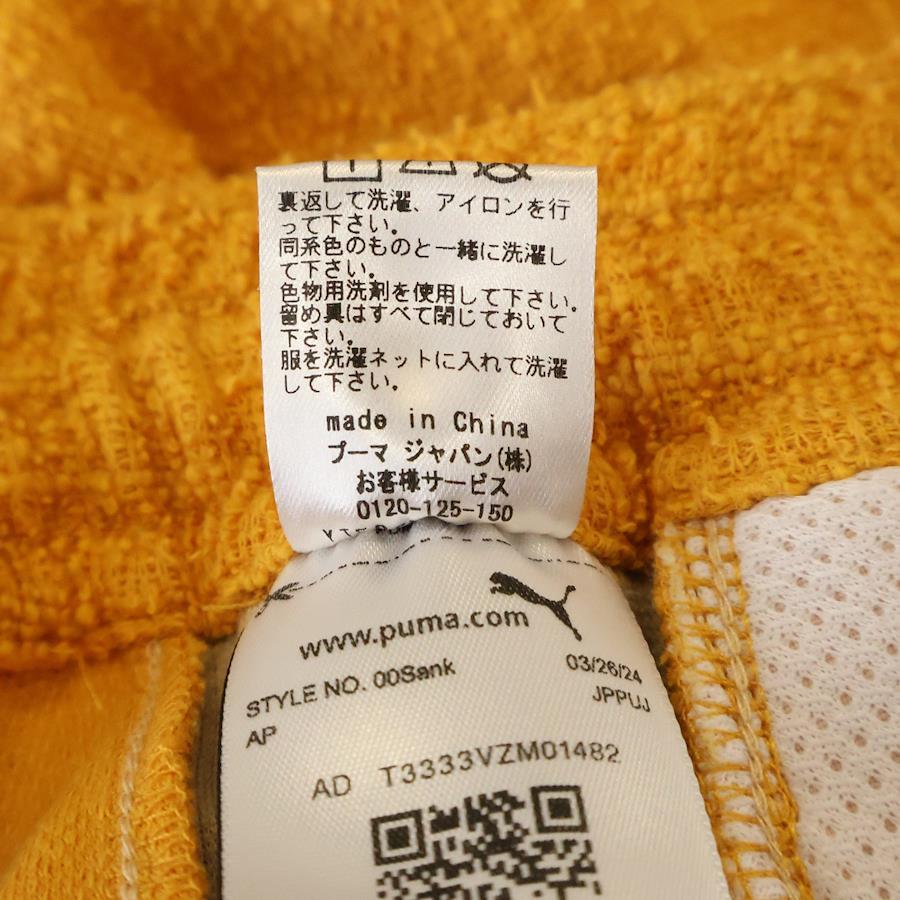 裏返して洗濯、アイロンを行
って下さい。
同系色のものと一緒に洗濯し
て下さい。
色物用洗剤を使用して下さい。
留め具はすべて閉じておいて
下さい。
服を洗濯ネットに入れて洗濯
して下さい。
made in China
プーマ ジャパン(株)
お客様サービス
0120-125-150
www.puma.com
STYLE NO. 00Sank
03/26/24
AP
JPPUJ
AD T3333VZM01482